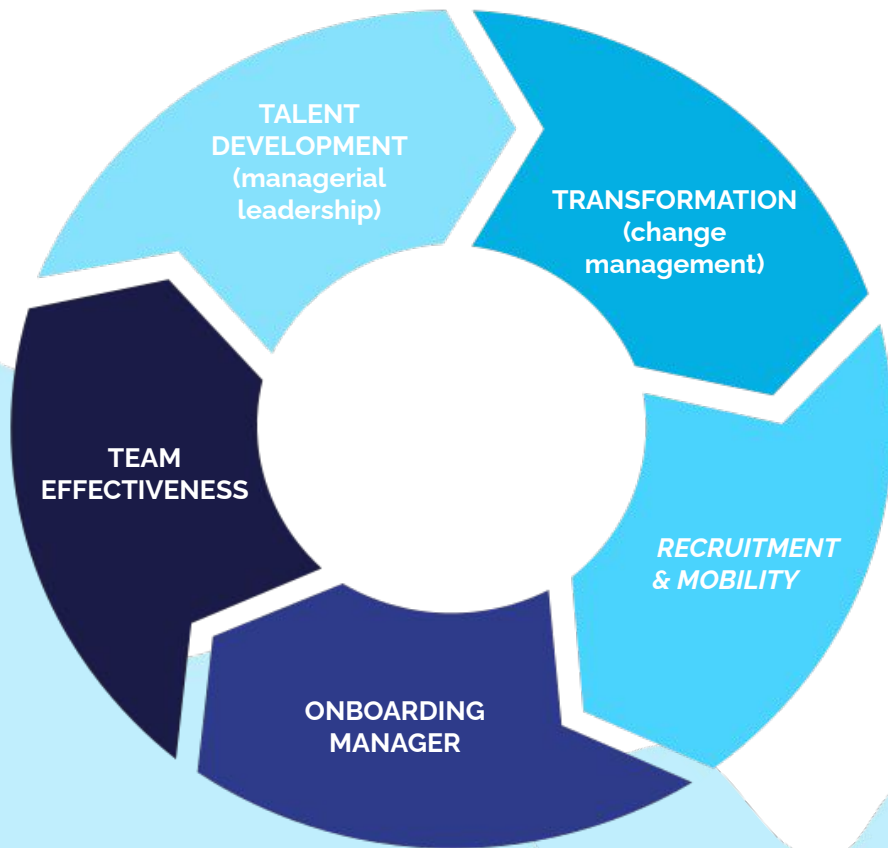 TALENT
DEVELOPMENT
(managerial
leadership)
TRANSFORMATION
(change
management)
RECRUITMENT
& MOBILITY
ONBOARDING
MANAGER
TEAM
EFFECTIVENESS